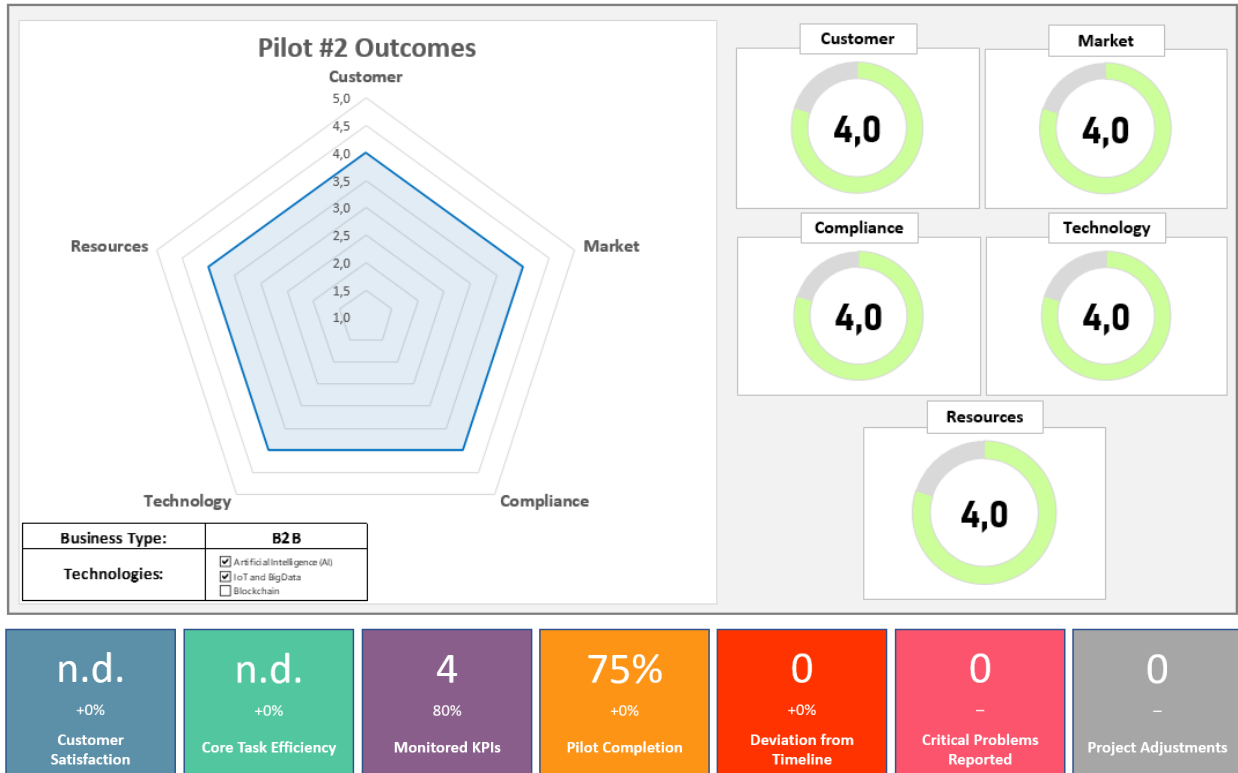 Pilot #2 Outcomes
Customer
5,0
4,5
4,0
3,5
3,0
2,5
2,0
1,5
1,0
Resources
Market
Technology
Compliance
Business Type:
B2B
Technologies:
Artificial Intelligence (AI)
IoT and BigData
Blockchain
Customer
4,0
Market
4,0
Compliance
4,0
Technology
4,0
Resources
4,0
n.d.
+0%
Customer
Satisfaction
n.d.
+0%
Core Task Efficiency
4
80%
Monitored KPIs
75%
+0%
Pilot Completion
0
+0%
Deviation from
Timeline
0
–
Critical Problems
Reported
0
–
Project Adjustments